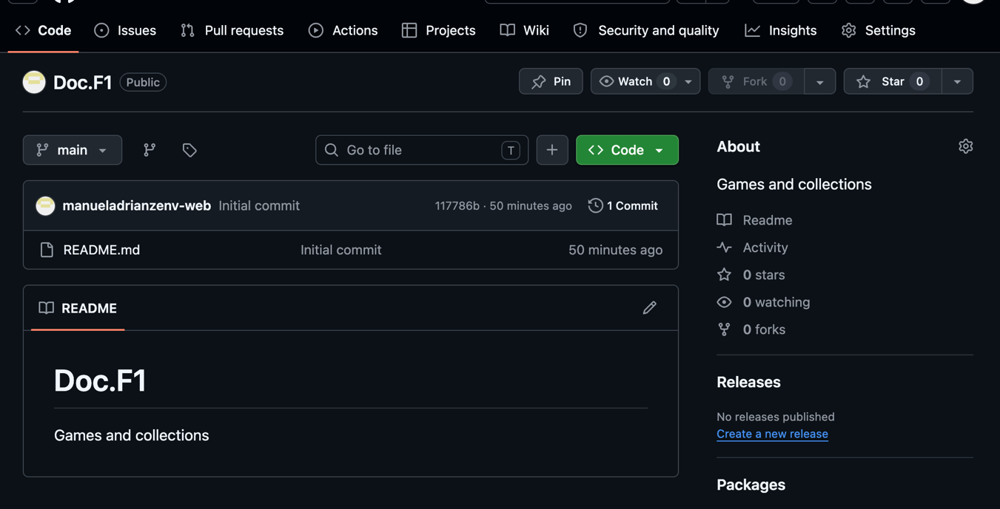 Code Issues Pull requests Actions Projects Wiki Security and quality Insights Settings
Doc.F1 Public Pin Watch 0 Fork 0 Star 0
main Go to file T Code
manueladrianzenv-web Initial commit 117786b · 50 minutes ago 1 Commit
README.md Initial commit 50 minutes ago
README
Doc.F1
Games and collections
About
Games and collections
Readme
Activity
0 stars
0 watching
0 forks
Releases
No releases published
Create a new release
Packages